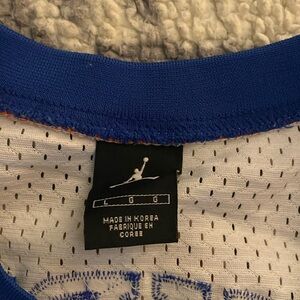 L G G
MADE IN KOREA
FABRIQUE EN
COREE